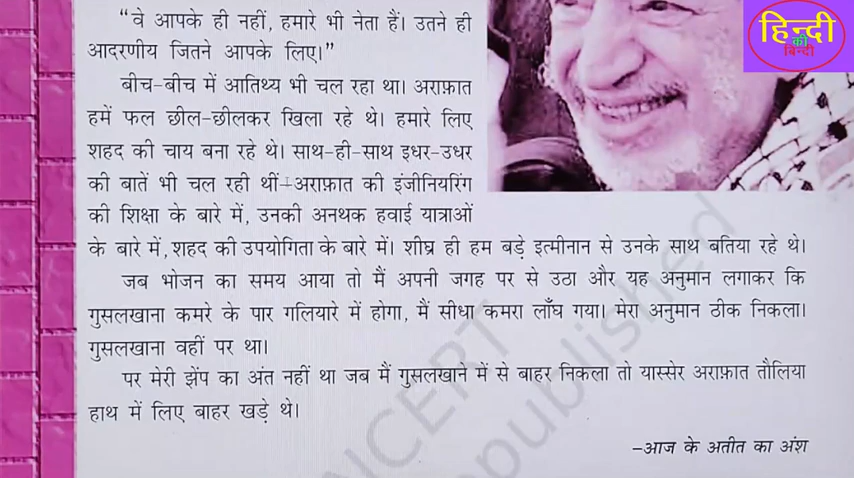 “वे आपके ही नहीं, हमारे भी नेता हैं। उतने ही
आदरणीय जितने आपके लिए।”
बीच-बीच में आतिथ्य भी चल रहा था। अराफ़ात
हमें फल छील-छीलकर खिला रहे थे। हमारे लिए
शहद की चाय बना रहे थे। साथ-ही-साथ इधर-उधर
की बातें भी चल रही थीं–अराफ़ात की इंजीनियरिंग
की शिक्षा के बारे में, उनकी अनथक हवाई यात्राओं
के बारे में, शहद की उपयोगिता के बारे में। शीघ्र ही हम बड़े इत्मीनान से उनके साथ बतिया रहे थे।
जब भोजन का समय आया तो मैं अपनी जगह पर से उठा और यह अनुमान लगाकर कि
गुसलखाना कमरे के पार गलियारे में होगा, मैं सीधा कमरा लाँघ गया। मेरा अनुमान ठीक निकला।
गुसलखाना वहीं पर था।
पर मेरी झेंप का अंत नहीं था जब मैं गुसलखाने में से बाहर निकला तो यास्सेर अराफ़ात तौलिया
हाथ में लिए बाहर खड़े थे।
–आज के अतीत का अंश
हिन्दी
की
बिन्दी
NCERT
republished